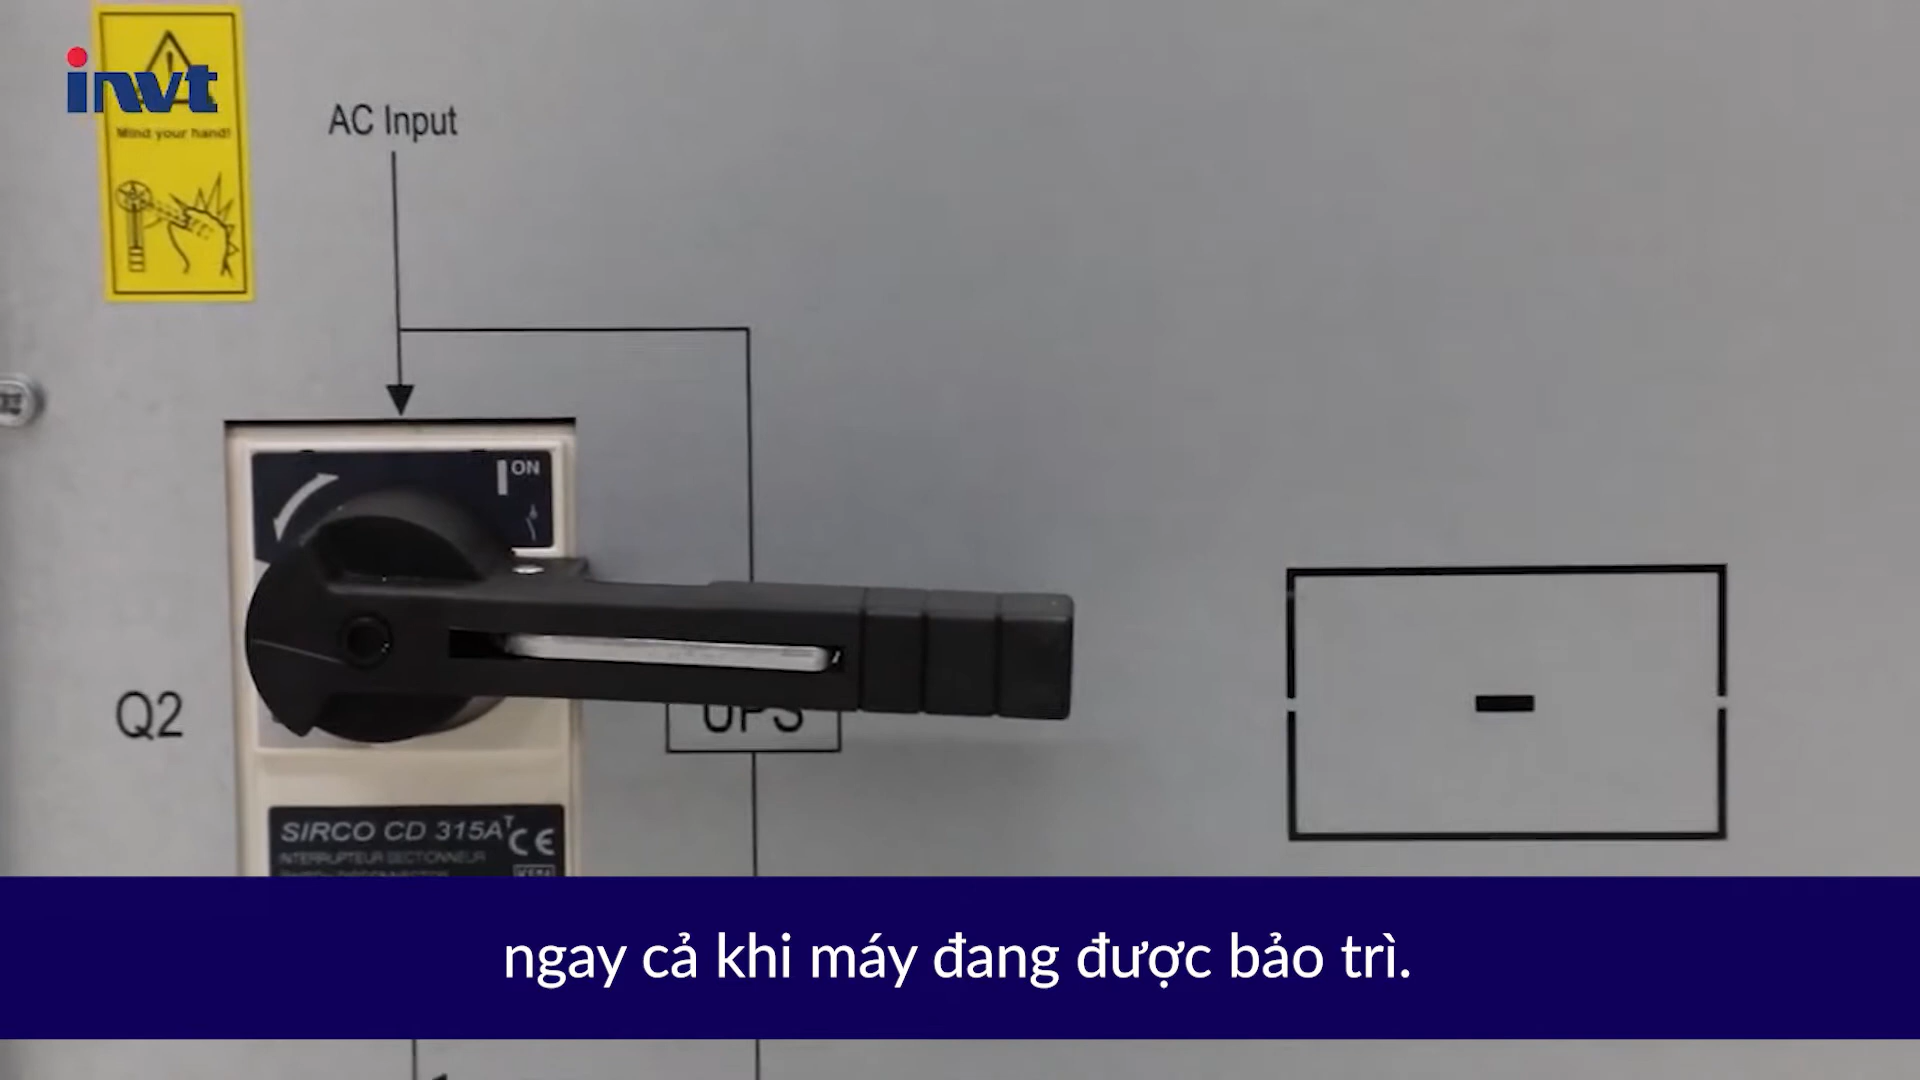 invt
Mind your hand!
AC Input
ON
Q2
UPS
SIRCO CD 315A
CE
INTERRUPTEUR SECTIONNEUR
ngay cả khi máy đang được bảo trì.